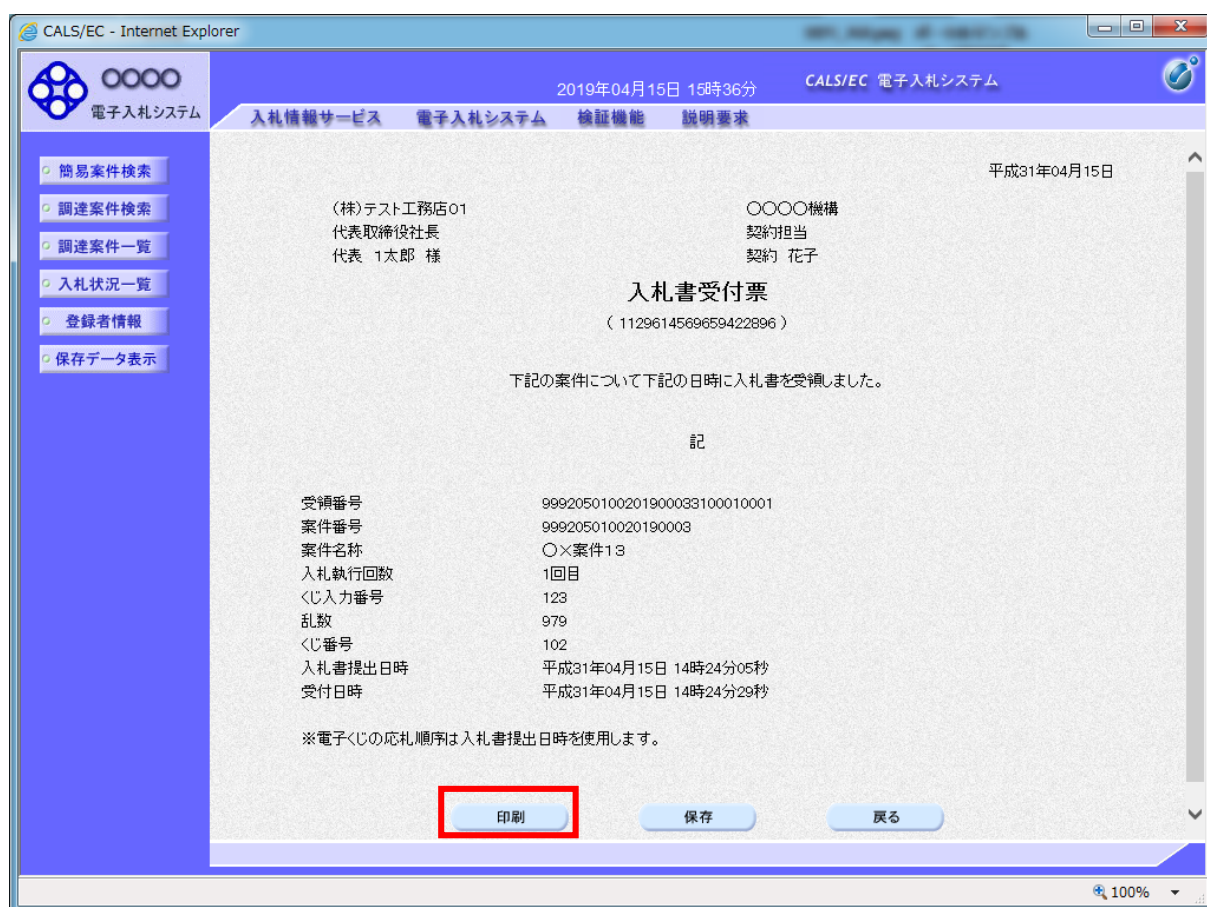 CALS/EC - Internet Explorer
〇〇〇〇
電子入札システム
2019年04月15日 15時36分
CALS/EC 電子入札システム
入札情報サービス 電子入札システム 検証機能 説明要求
簡易案件検索
調達案件検索
調達案件一覧
入札状況一覧
登録者情報
保存データ表示
平成31年04月15日
(株)テスト工務店01 〇〇〇〇機構
代表取締役社長 契約担当
代表 1太郎 様 契約 花子
入札書受付票
( 1129614569659422896 )
下記の案件について下記の日時に入札書を受領しました。
記
受領番号 99920501002019000033100010001
案件番号 999205010020190003
案件名称 〇×案件13
入札執行回数 1回目
くじ入力番号 123
乱数 979
くじ番号 102
入札書提出日時 平成31年04月15日 14時24分05秒
受付日時 平成31年04月15日 14時24分29秒
※電子くじの応札順序は入札書提出日時を使用します。
印刷 保存 戻る
100%